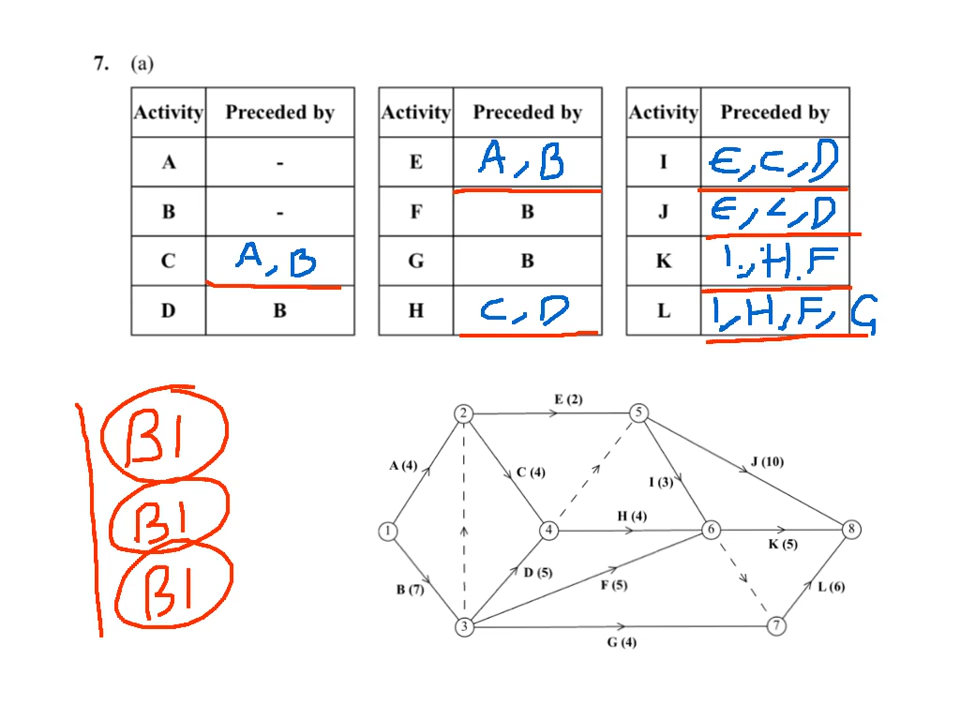 7. (a)
Activity Preceded by Activity Preceded by Activity Preceded by
A - E A, B I E, C, D
B - F B J E, C, D
C A, B G B K I, H, F
D B H C, D L I, H, F, G
B1
B1
B1
E (2)
2 5
A (4) C (4) J (10)
I (3)
H (4)
1 4 6 8
K (5)
B (7) D (5) F (5) L (6)
3 7
G (4)